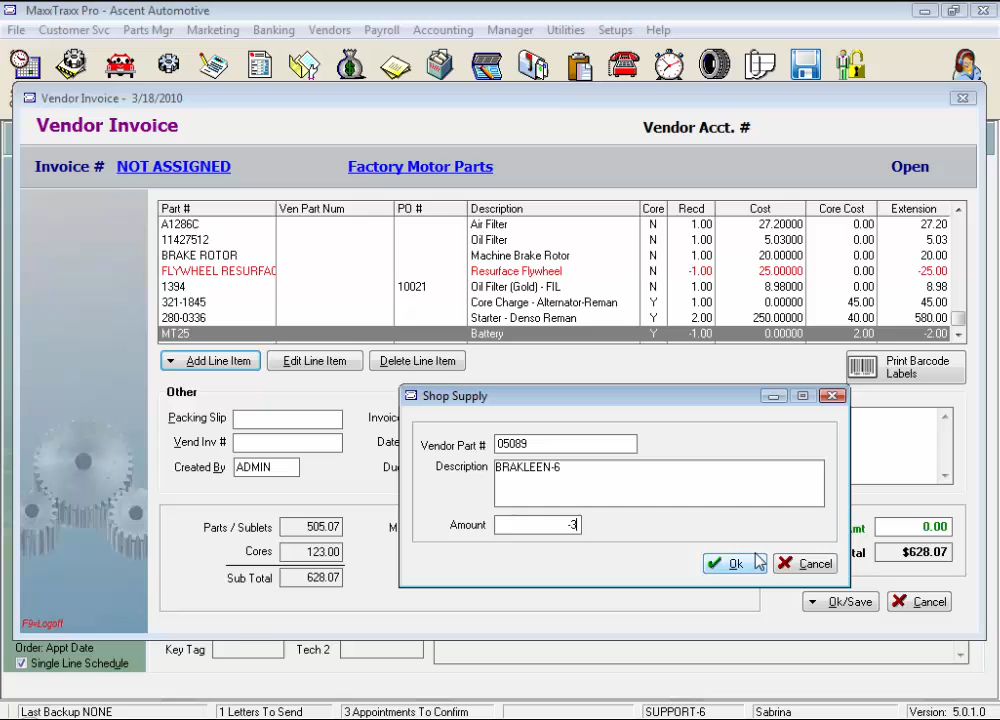 MaxxTraxx Pro - Ascent Automotive
File Customer Svc Parts Mgr Marketing Banking Vendors Payroll Accounting Manager Utilities Setups Help
Vendor Invoice - 3/18/2010
Vendor Invoice Vendor Acct. #
Invoice # NOT ASSIGNED Factory Motor Parts Open
Part # Ven Part Num PO # Description Core Recd Cost Core Cost Extension
A1286C Air Filter N 1.00 27.20000 0.00 27.20
11427512 Oil Filter N 1.00 5.03000 0.00 5.03
BRAKE ROTOR Machine Brake Rotor N 1.00 20.00000 0.00 20.00
FLYWHEEL RESURFAC Resurface Flywheel N -1.00 25.00000 0.00 -25.00
1394 10021 Oil Filter (Gold) - FIL N 1.00 8.98000 0.00 8.98
321-1845 Core Charge - Alternator-Reman Y 1.00 0.00000 45.00 45.00
280-0336 Starter - Denso Reman Y 2.00 250.00000 40.00 580.00
MT25 Battery Y -1.00 0.00000 2.00 -2.00
Add Line Item Edit Line Item Delete Line Item Print Barcode
Labels
Other
Packing Slip Invoic
Vend Inv # Date
Created By ADMIN Du
Shop Supply
Vendor Part # 05089
Description BRAKLEEN-6
Amount -3
Ok Cancel
Parts / Sublets 505.07 M mt 0.00
Cores 123.00 tal $628.07
Sub Total 628.07
Ok/Save Cancel
F9=Logoff
Order: Appt Date Key Tag Tech 2
Single Line Schedule
Last Backup NONE 1 Letters To Send 3 Appointments To Confirm SUPPORT-6 Sabrina Version: 5.0.1.0